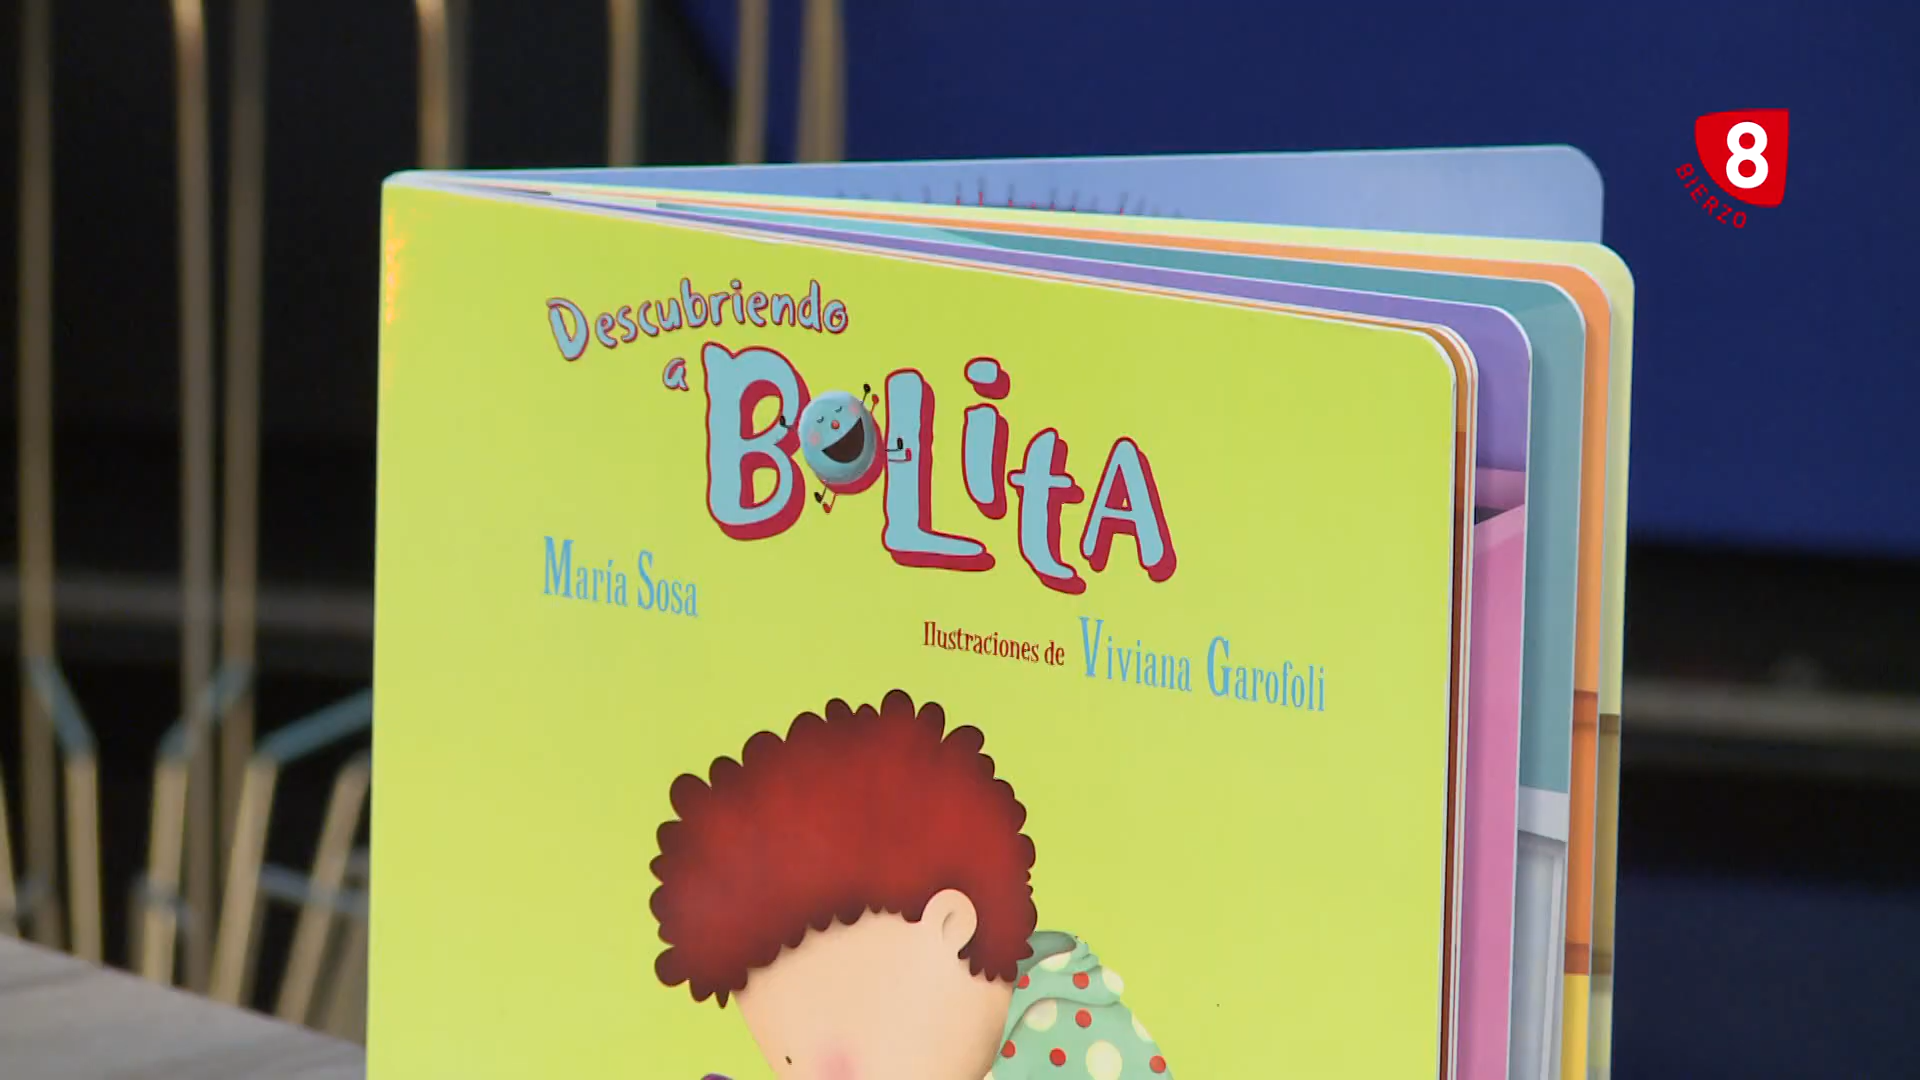 Descubriendo
a BOLitA
María Sosa
Ilustraciones de Viviana Garofoli
8
BIERZO